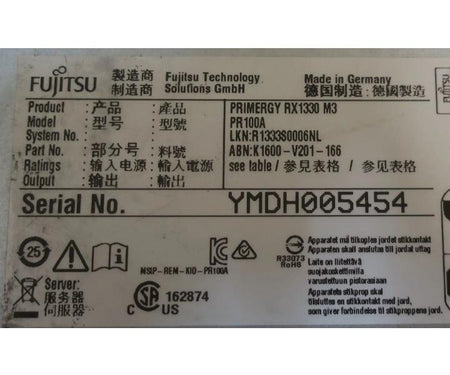 FUJITSU 製造商 Fujitsu Technology Made in Germany
制造商 Solutions GmbH 德国制造: 德國製造
Product : 产品 : 產品 PRIMERGY RX1330 M3
Model : 型号 : 型號 PR100A
System No.: LKN:R1333S0006NL
Part No. : 部分号 : 料號 ABN:K1600-V201-166
Ratings : 输入电源 : 輸入電源 see table / 參見表格 / 参见表格
Output : 输出 : 輸出
Serial No. YMDH005454
25
MSIP-REM-KI0-PR100A
R33073
RoHS
Apparatet må tilkoples jordet stikkontakt
Apparaten skall anslutas till jordat uttag
Laite on liitettävä
suojakoskettimilla
varustettuun pistorasiaan
Apparatets stikprop skal
tilsluttes en stikkontakt med jord,
som giver forbindelse til stikproppens jord.
Server:
服务器
伺服器
C US 162874